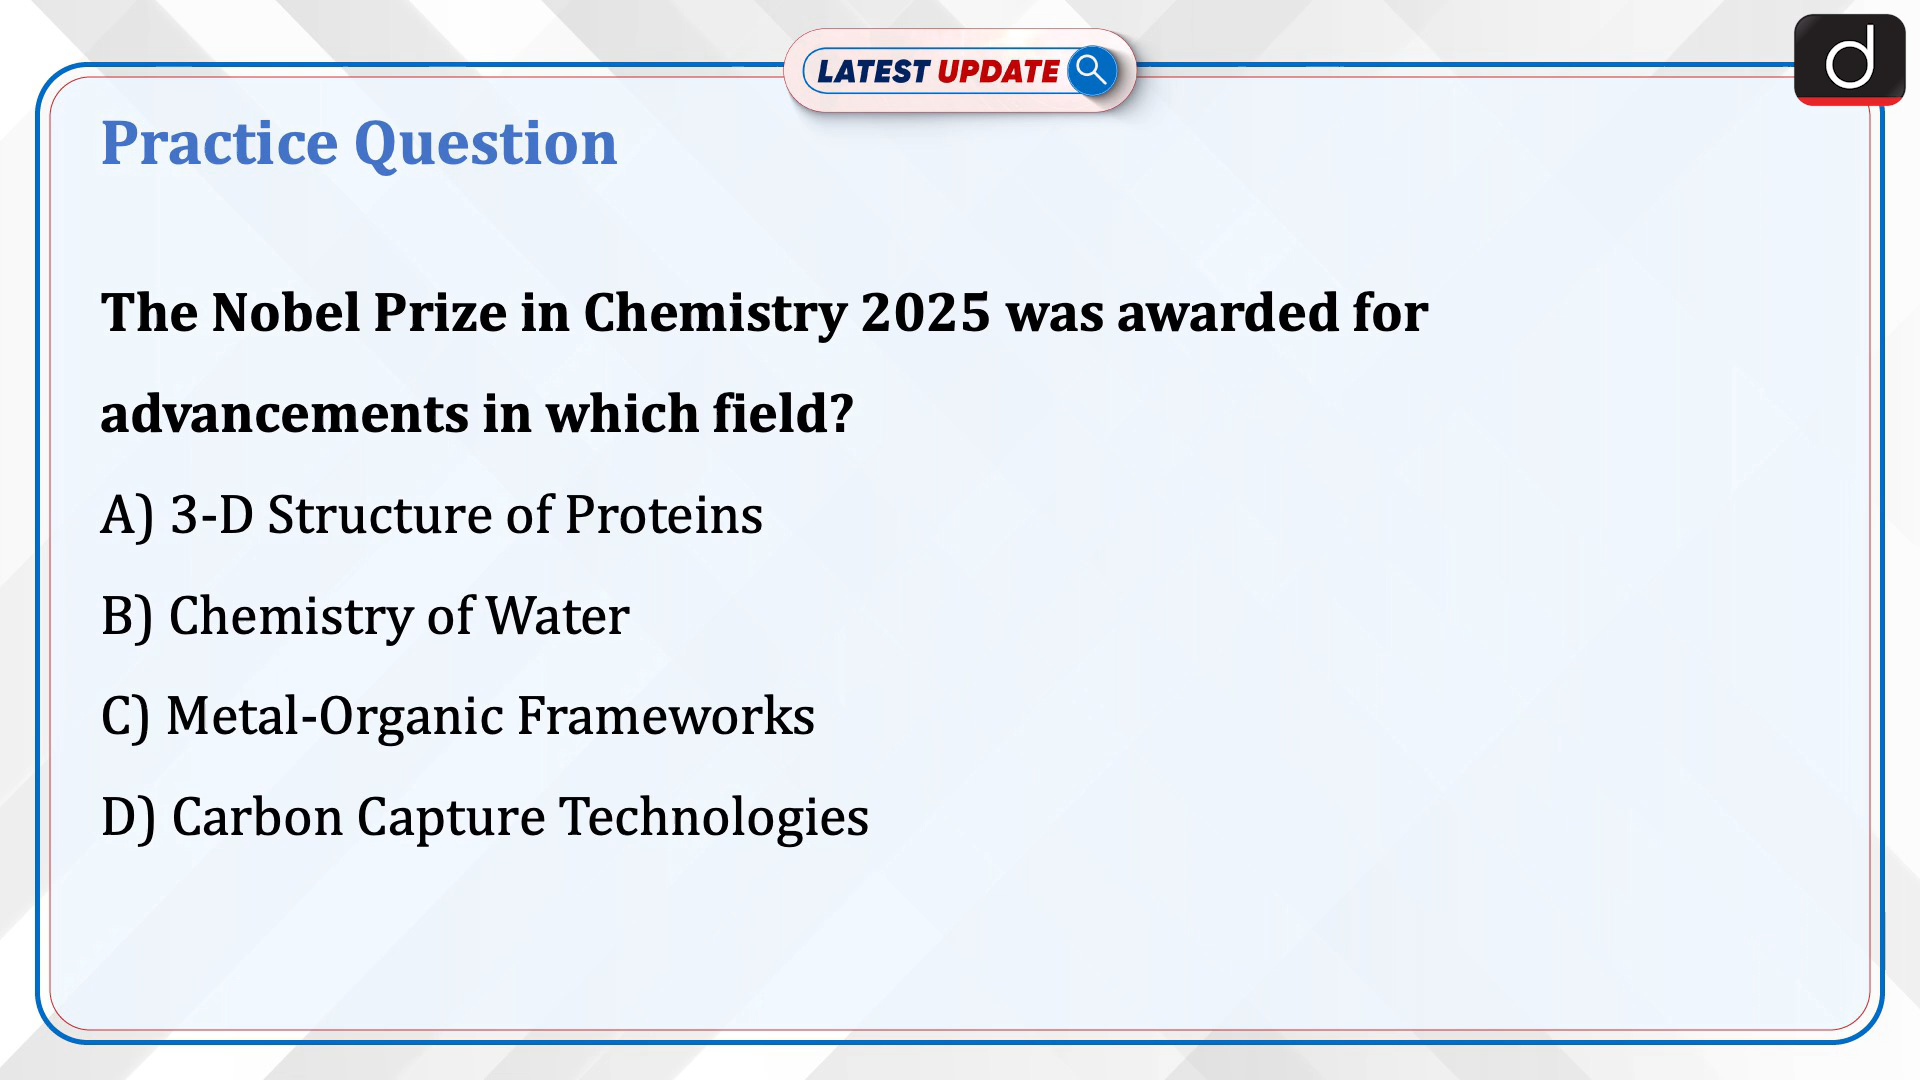 LATEST UPDATE
d
Practice Question
The Nobel Prize in Chemistry 2025 was awarded for
advancements in which field?
A) 3-D Structure of Proteins
B) Chemistry of Water
C) Metal-Organic Frameworks
D) Carbon Capture Technologies